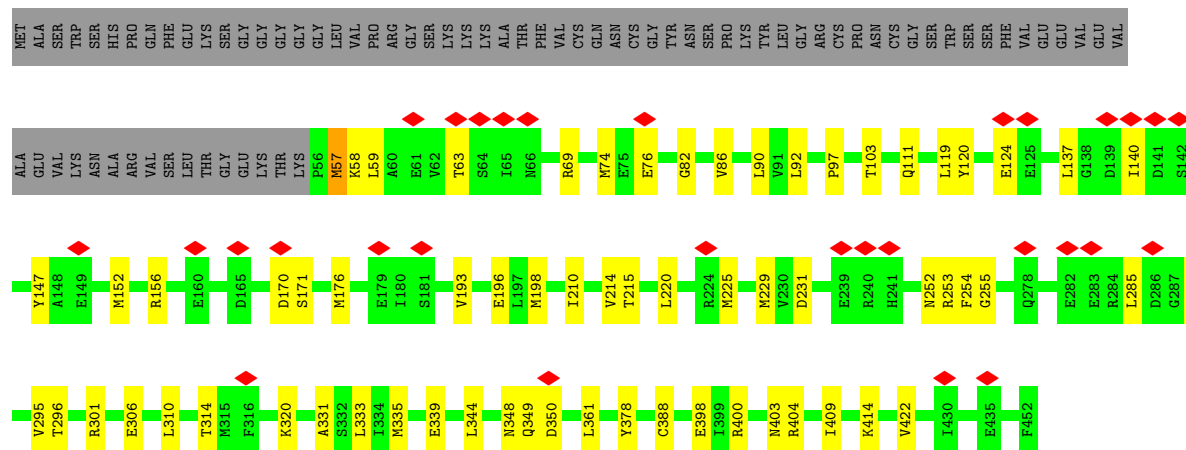 MET ALA SER TRP SER HIS PRO GLN PHE GLU LYS SER GLY GLY GLY GLY GLY LEU VAL PRO ARG GLY SER LYS LYS LYS ALA THR PHE VAL CYS GLN ASN CYS GLY TYR ASN SER PRO LYS TYR LEU GLY ARG CYS PRO ASN CYS GLY SER TRP SER SER PHE VAL GLU GLU VAL GLU VAL
ALA GLU VAL LYS ASN ALA ARG VAL SER LEU THR GLY GLU LYS THR LYS P56 M57 K58 L59 A60 E61 V62 T63 S64 I65 N66 R69 M74 E75 E76 G82 V86 L90 V91 L92 P97 T103 Q111 L119 Y120 E124 E125 L137 G138 D139 I140 D141 S142
Y147 A148 E149 M152 R156 E160 D165 D170 S171 M176 E179 I180 S181 V193 E196 L197 M198 I210 V214 T215 L220 R224 M225 M229 V230 D231 E239 R240 H241 N252 R253 F254 G255 Q278 E282 E283 R284 L285 D286 G287
V295 T296 R301 E306 L310 T314 M315 F316 K320 A331 S332 L333 I334 M335 E339 L344 N348 Q349 D350 L361 Y378 C388 E398 I399 R400 N403 R404 I409 K414 V422 I430 E435 F452